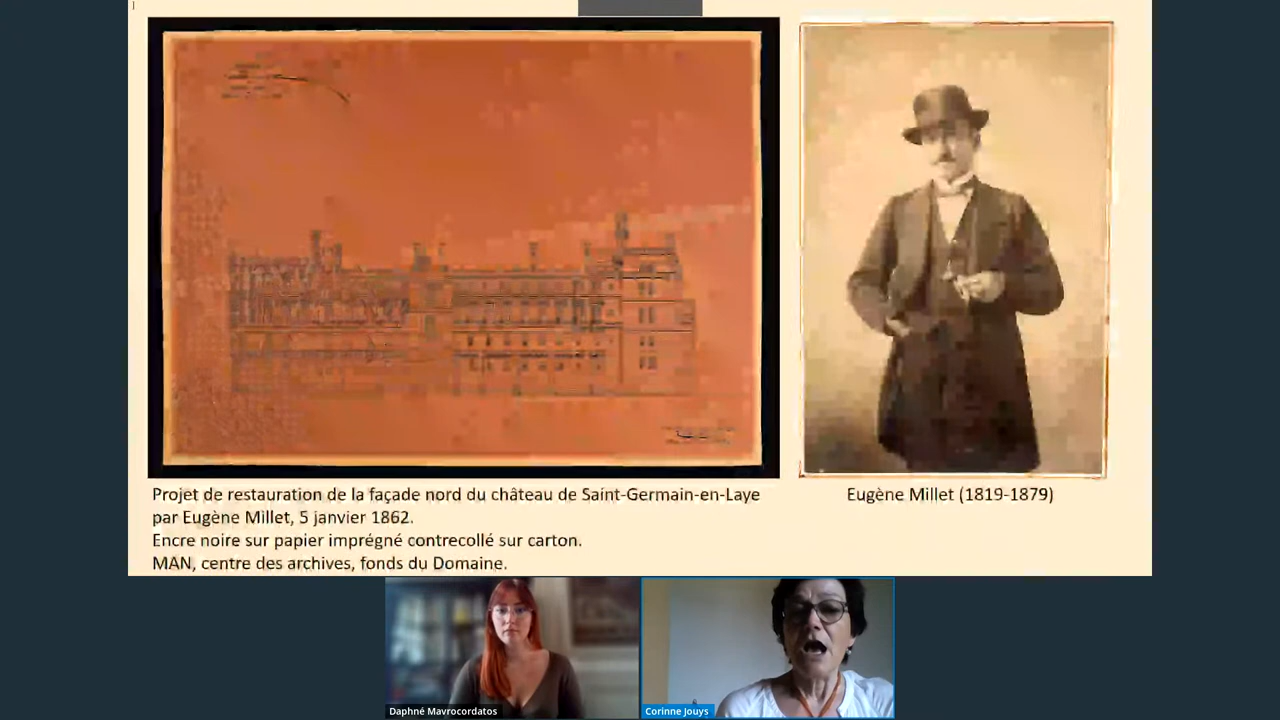 Projet de restauration de la façade nord du château de Saint-Germain-en-Laye
par Eugène Millet, 5 janvier 1862.
Encre noire sur papier imprégné contrecollé sur carton.
MAN, centre des archives, fonds du Domaine.
Eugène Millet (1819-1879)
Daphné Mavrocordatos
Corinne Jouys